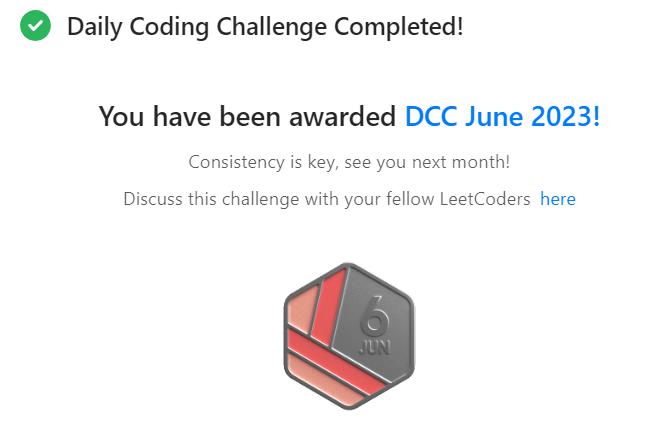 Daily Coding Challenge Completed!
You have been awarded DCC June 2023!
Consistency is key, see you next month!
Discuss this challenge with your fellow LeetCoders here
6
JUN